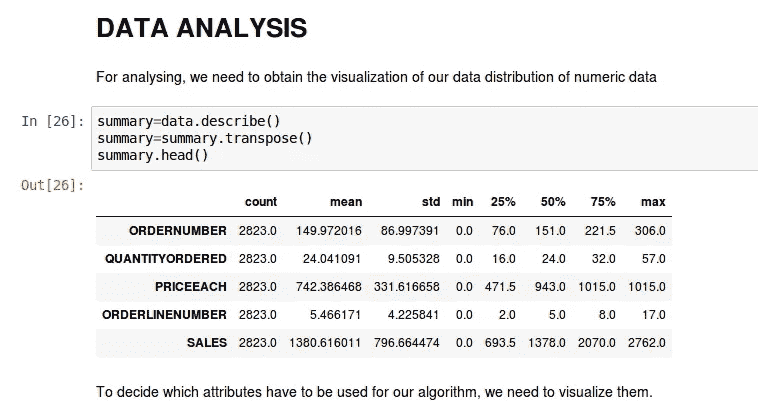 DATA ANALYSIS
For analysing, we need to obtain the visualization of our data distribution of numeric data
In [26]: summary=data.describe()
summary=summary.transpose()
summary.head()
Out[26]:
count mean std min 25% 50% 75% max
ORDERNUMBER 2823.0 149.972016 86.997391 0.0 76.0 151.0 221.5 306.0
QUANTITYORDERED 2823.0 24.041091 9.505328 0.0 16.0 24.0 32.0 57.0
PRICEEACH 2823.0 742.386468 331.616658 0.0 471.5 943.0 1015.0 1015.0
ORDERLINENUMBER 2823.0 5.466171 4.225841 0.0 2.0 5.0 8.0 17.0
SALES 2823.0 1380.616011 796.664474 0.0 693.5 1378.0 2070.0 2762.0
To decide which attributes have to be used for our algorithm, we need to visualize them.